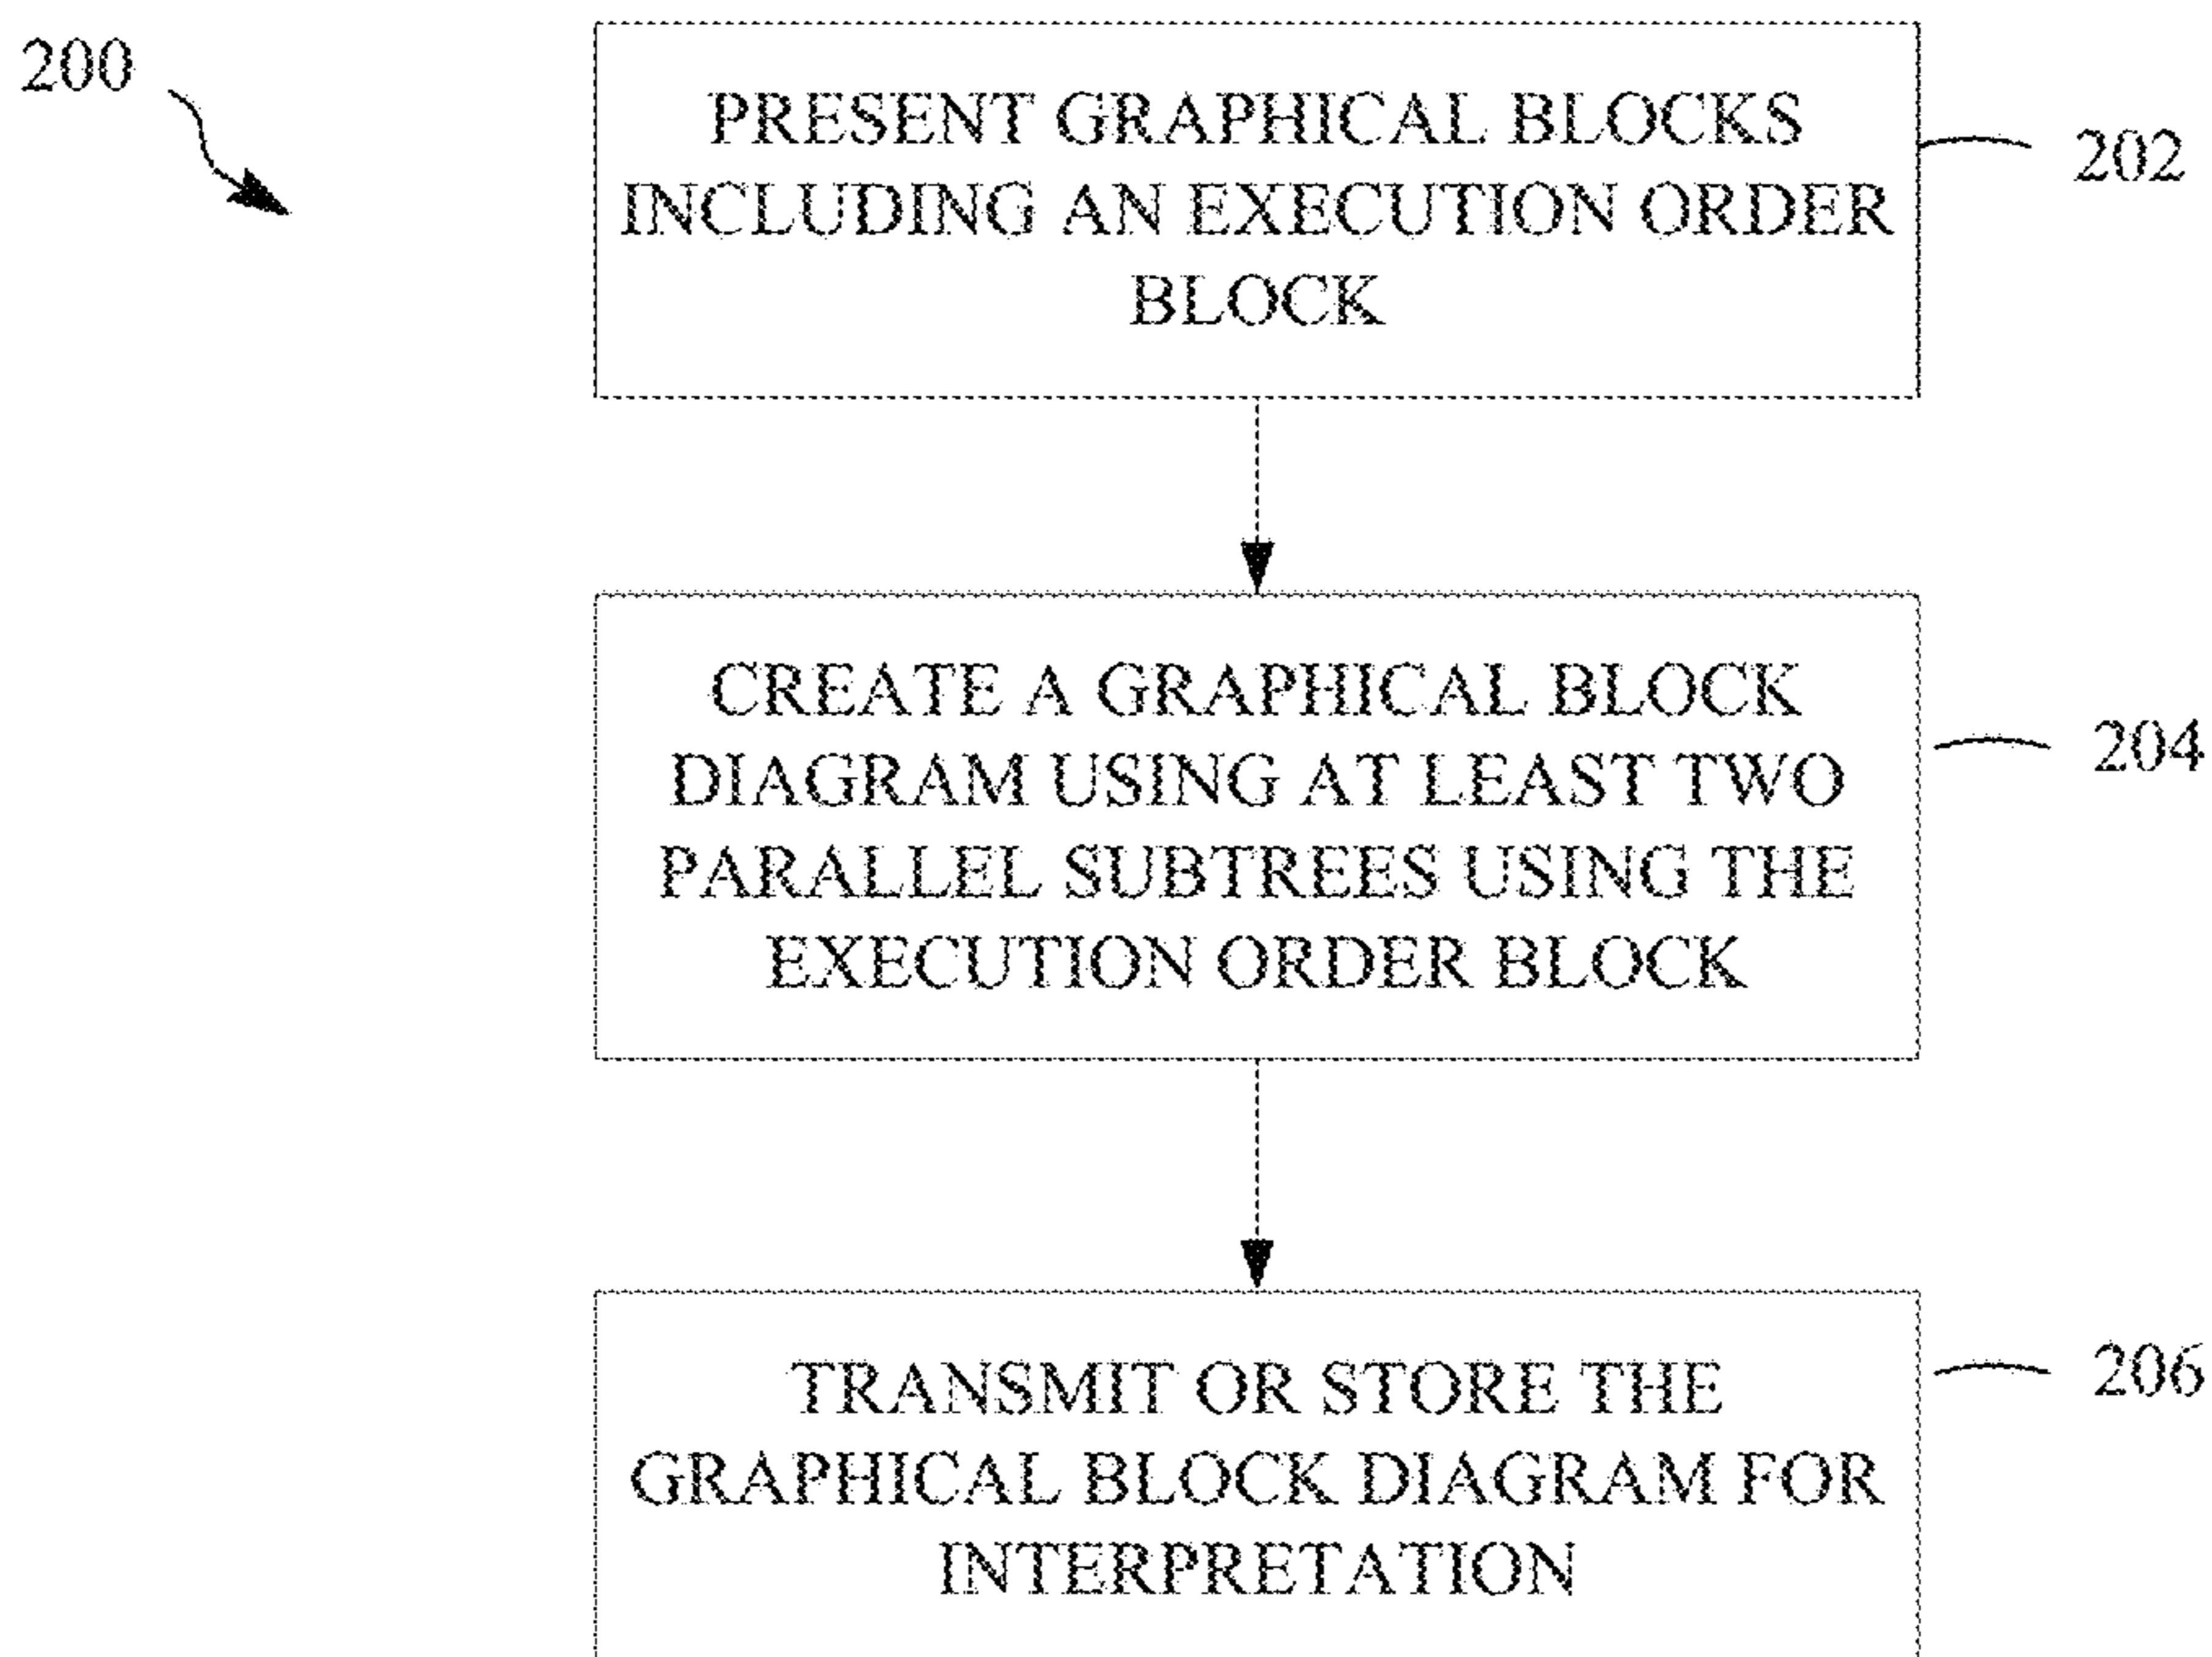 200
PRESENT GRAPHICAL BLOCKS
INCLUDING AN EXECUTION ORDER
BLOCK
202
CREATE A GRAPHICAL BLOCK
DIAGRAM USING AT LEAST TWO
PARALLEL SUBTREES USING THE
EXECUTION ORDER BLOCK
204
TRANSMIT OR STORE THE
GRAPHICAL BLOCK DIAGRAM FOR
INTERPRETATION
206